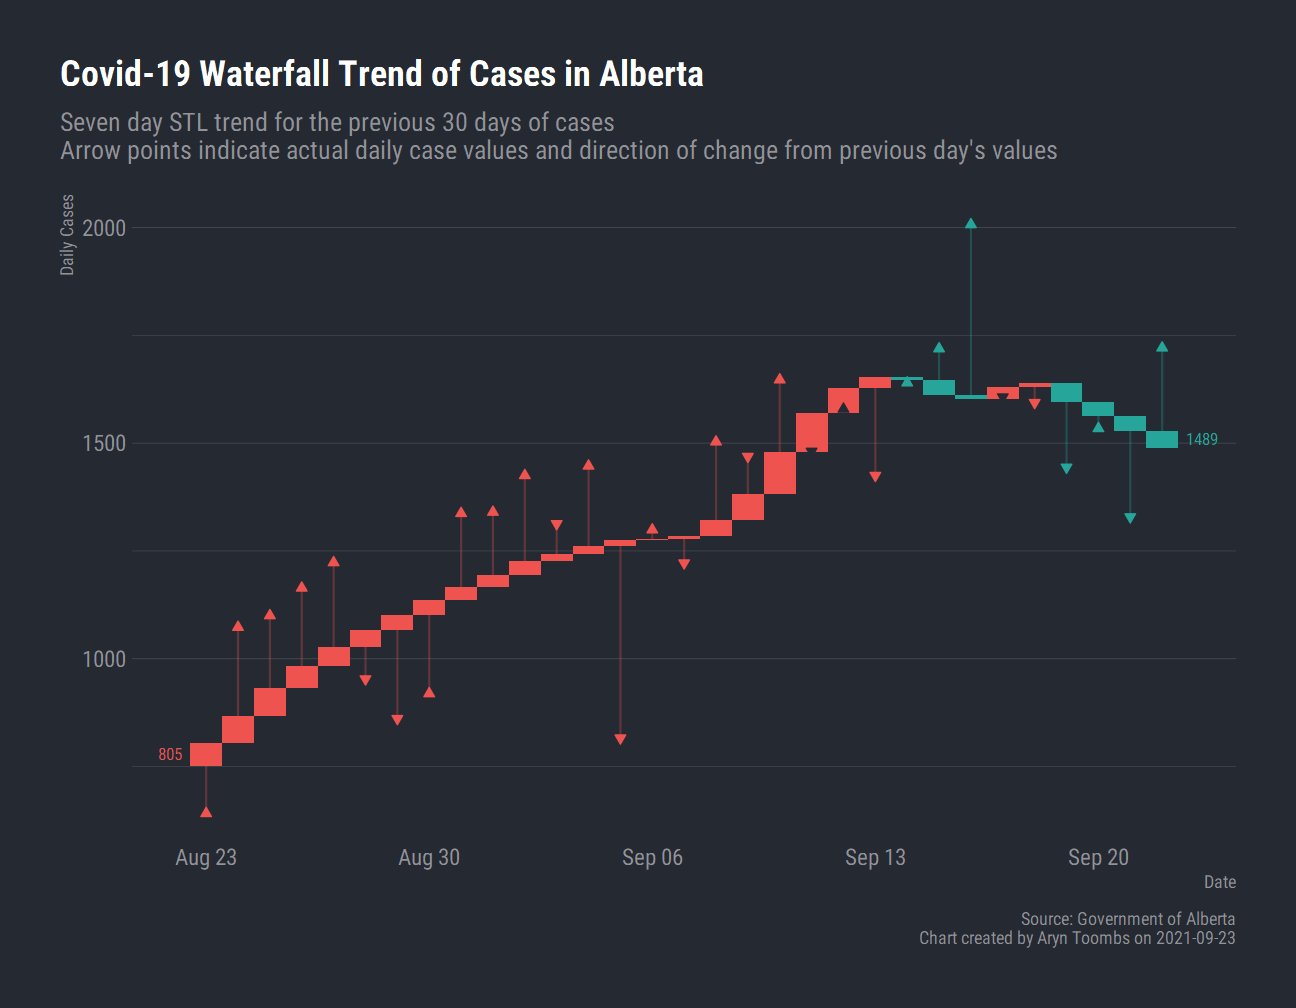 Covid-19 Waterfall Trend of Cases in Alberta
Seven day STL trend for the previous 30 days of cases
Arrow points indicate actual daily case values and direction of change from previous day's values
Daily Cases
2000
1500
1000
805
1489
Aug 23
Aug 30
Sep 06
Sep 13
Sep 20
Date
Source: Government of Alberta
Chart created by Aryn Toombs on 2021-09-23